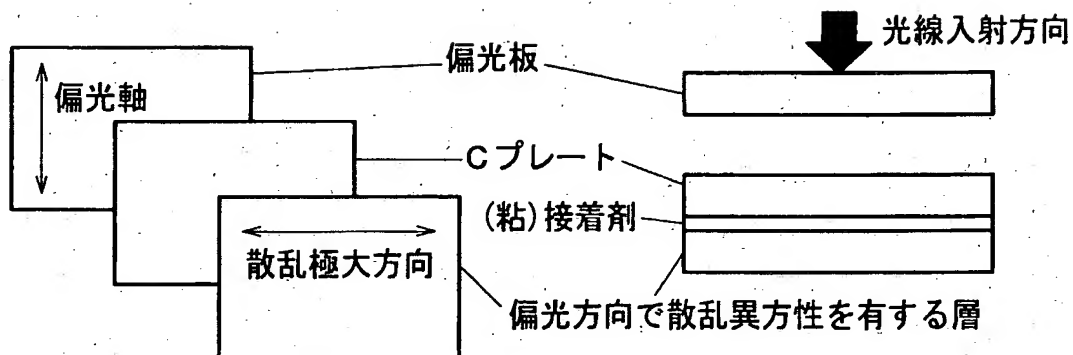 光線入射方向
偏光板
偏光軸
Cプレート
(粘)接着剤
散乱極大方向
偏光方向で散乱異方性を有する層